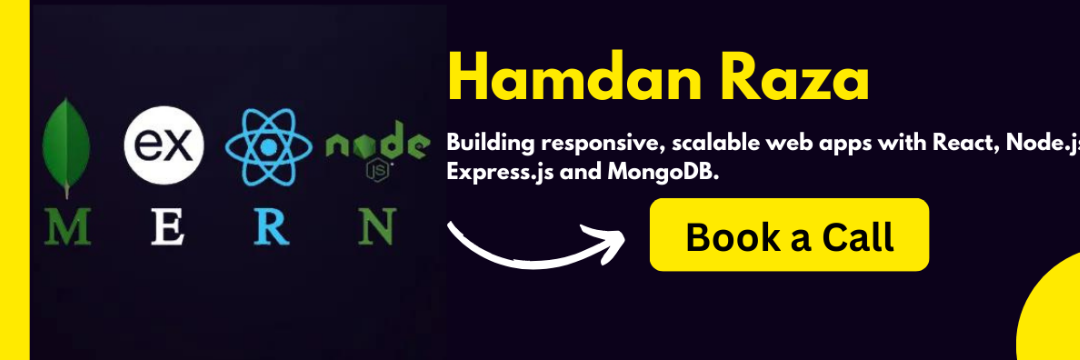 Hamdan Raza
Building responsive, scalable web apps with React, Node.js
Express.js and MongoDB.
Book a Call
ex
node
JS
M E R N